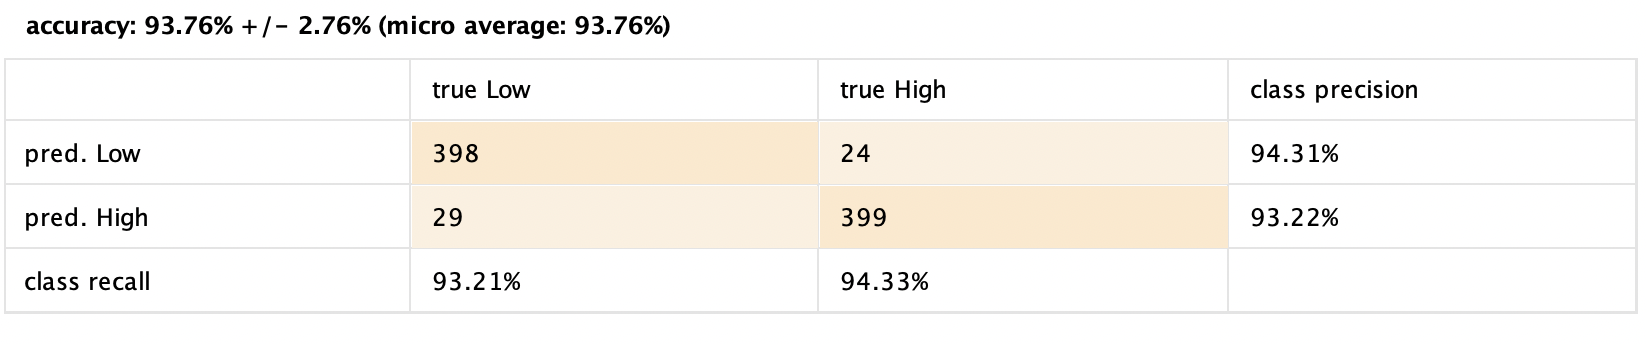 accuracy: 93.76% +/- 2.76% (micro average: 93.76%)
true Low true High class precision
pred. Low 398 24 94.31%
pred. High 29 399 93.22%
class recall 93.21% 94.33%